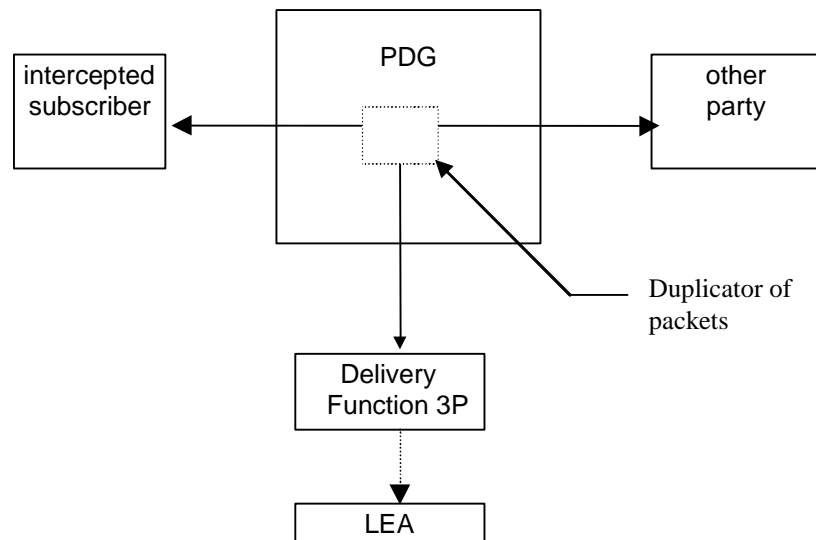 PDG
intercepted
subscriber
other
party
Duplicator of
packets
Delivery
Function 3P
LEA